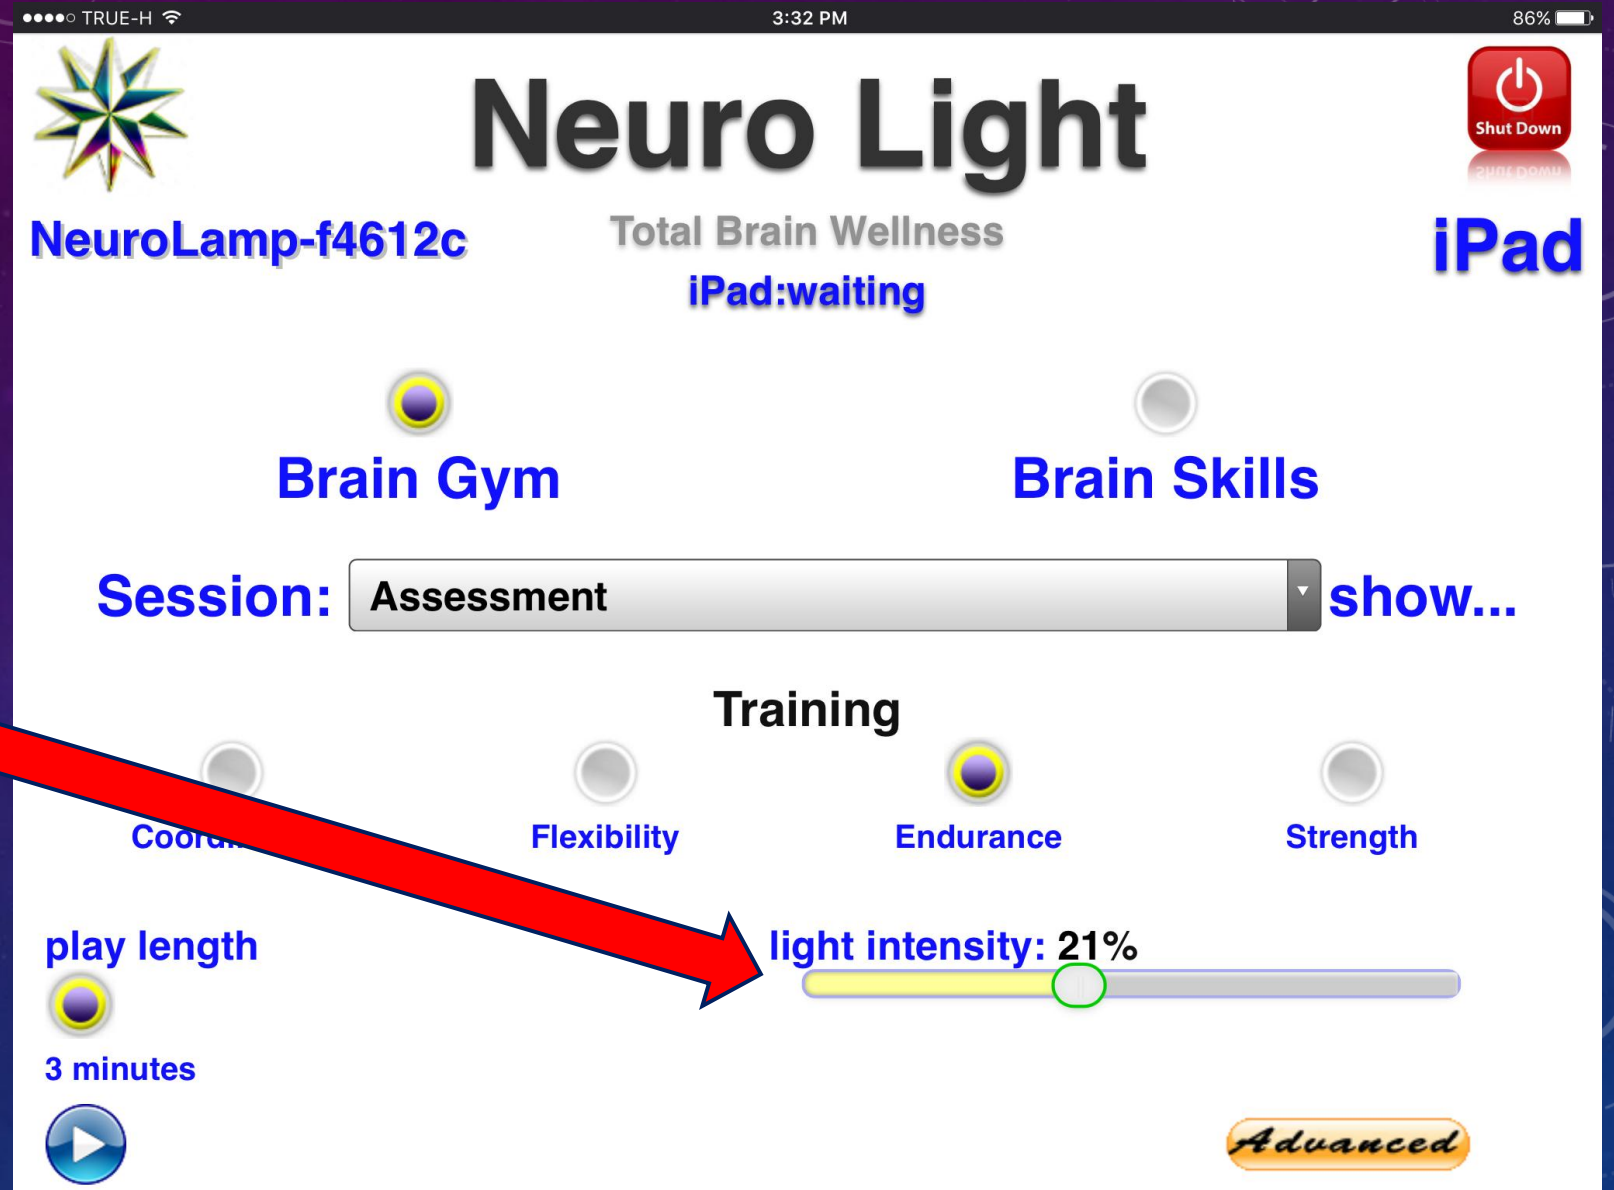 TRUE-H 3:32 PM 86%
Neuro Light
Shut Down
NeuroLamp-f4612c
Total Brain Wellness
iPad
iPad:waiting
Brain Gym Brain Skills
Session: Assessment show...
Training
Flexibility Endurance Strength
play length light intensity: 21%
3 minutes
Advanced